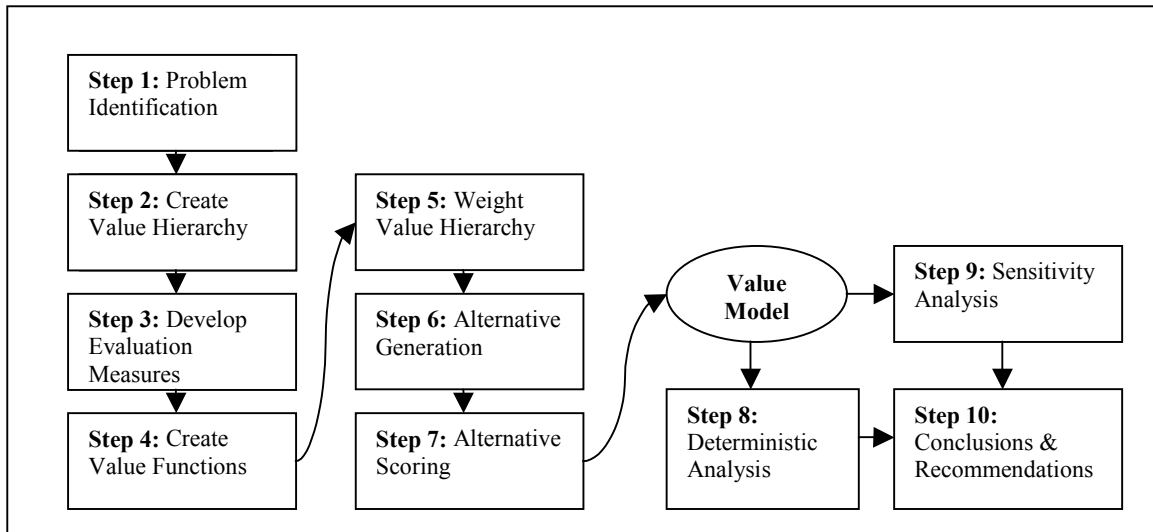 Step 1: Problem
Identification
Step 2: Create
Value Hierarchy
Step 3: Develop
Evaluation
Measures
Step 4: Create
Value Functions
Step 5: Weight
Value Hierarchy
Step 6: Alternative
Generation
Step 7: Alternative
Scoring
Value
Model
Step 8:
Deterministic
Analysis
Step 9: Sensitivity
Analysis
Step 10:
Conclusions &
Recommendations